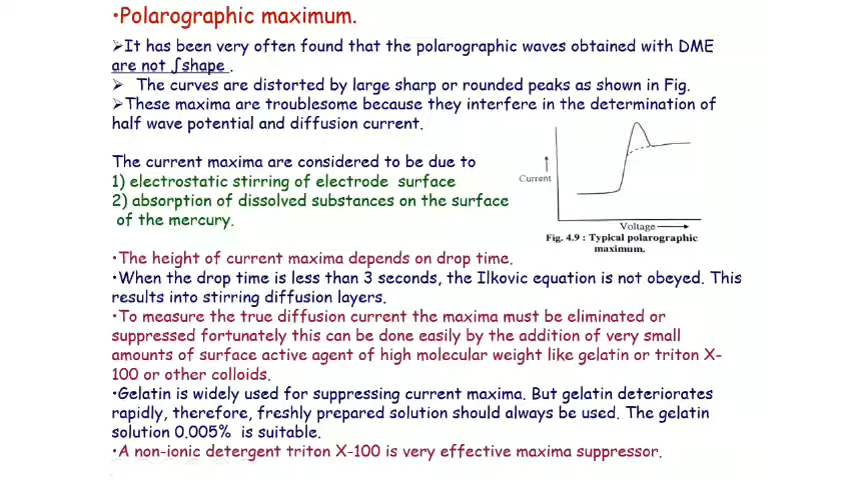 •Polarographic maximum.
➢It has been very often found that the polarographic waves obtained with DME
are not ∫shape .
➢ The curves are distorted by large sharp or rounded peaks as shown in Fig.
➢These maxima are troublesome because they interfere in the determination of
half wave potential and diffusion current.
The current maxima are considered to be due to
1) electrostatic stirring of electrode surface
2) absorption of dissolved substances on the surface
of the mercury.
Current
Voltage
Fig. 4.9 : Typical polarographic
maximum.
•The height of current maxima depends on drop time.
•When the drop time is less than 3 seconds, the Ilkovic equation is not obeyed. This
results into stirring diffusion layers.
•To measure the true diffusion current the maxima must be eliminated or
suppressed fortunately this can be done easily by the addition of very small
amounts of surface active agent of high molecular weight like gelatin or triton X-
100 or other colloids.
•Gelatin is widely used for suppressing current maxima. But gelatin deteriorates
rapidly, therefore, freshly prepared solution should always be used. The gelatin
solution 0.005% is suitable.
•A non-ionic detergent triton X-100 is very effective maxima suppressor.